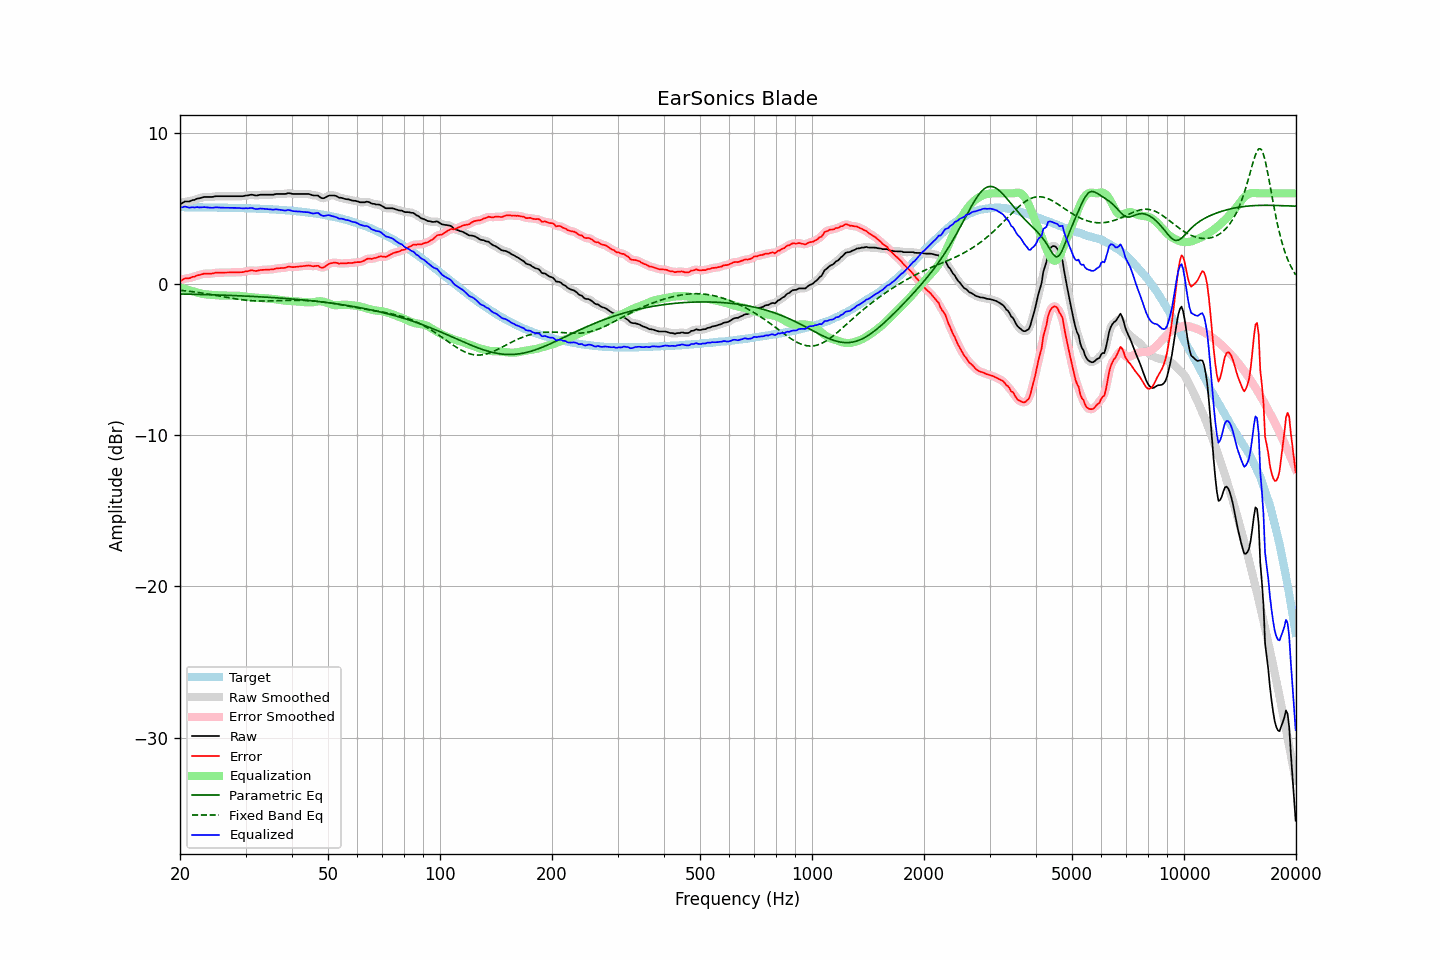 EarSonics Blade
10
0
−10
−20
−30
Amplitude (dBr)
20
50
100
200
500
1000
2000
5000
10000
20000
Frequency (Hz)
Target
Raw Smoothed
Error Smoothed
Raw
Error
Equalization
Parametric Eq
Fixed Band Eq
Equalized